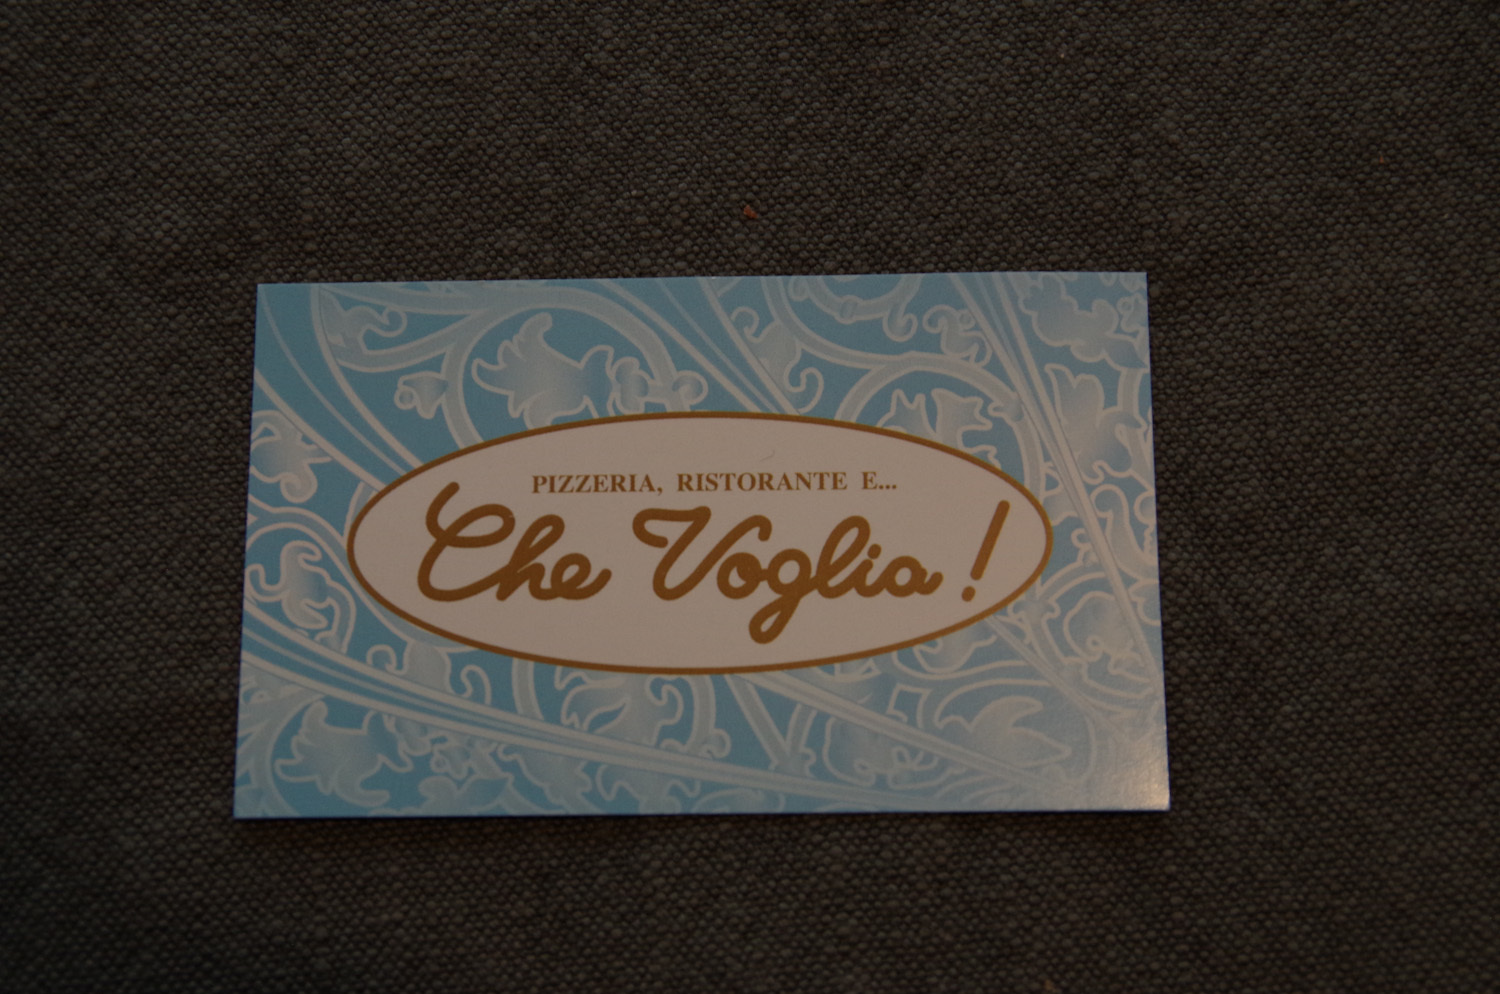 PIZZERIA, RISTORANTE E...
Che Voglia!